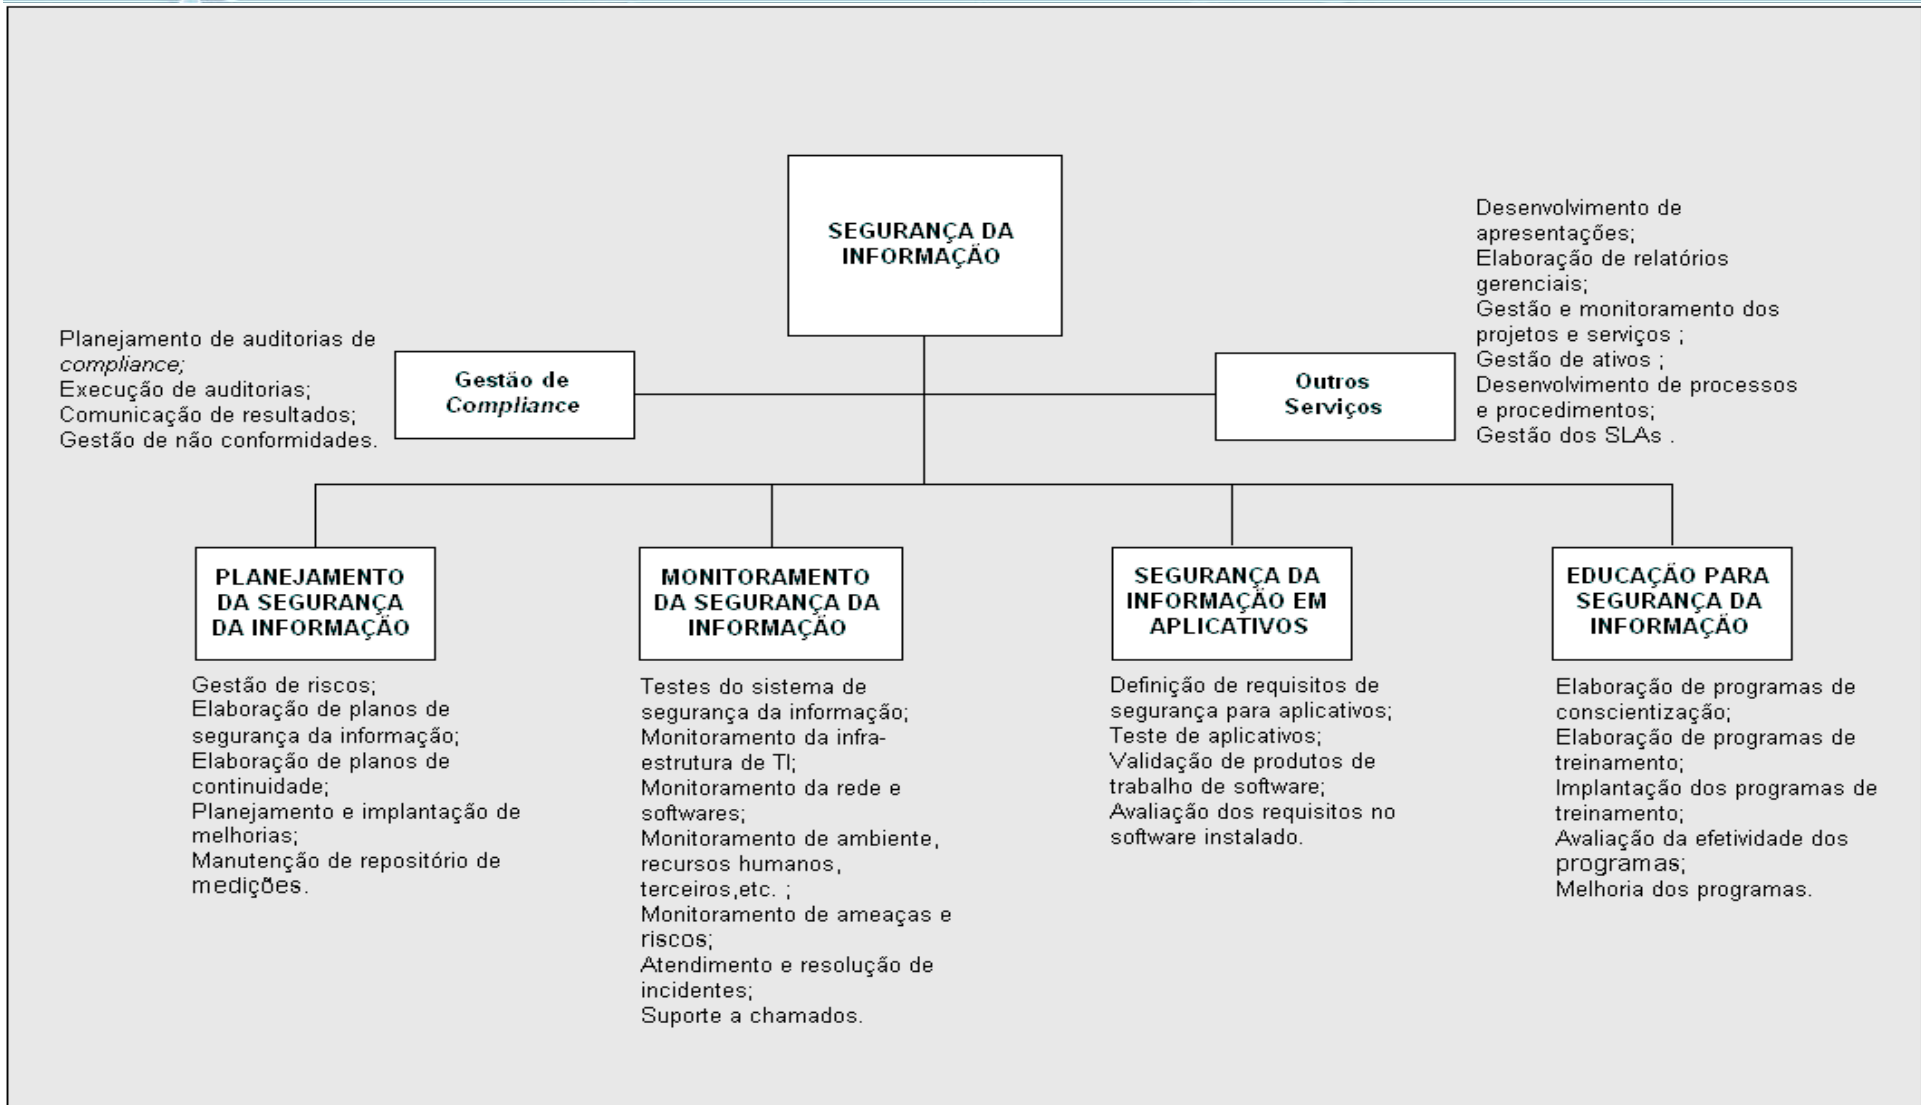 SEGURANÇA DA
INFORMAÇÃO
Planejamento de auditorias de
compliance;
Execução de auditorias;
Comunicação de resultados;
Gestão de não conformidades.
Gestão de
Compliance
Outros
Serviços
Desenvolvimento de
apresentações;
Elaboração de relatórios
gerenciais;
Gestão e monitoramento dos
projetos e serviços ;
Gestão de ativos ;
Desenvolvimento de processos
e procedimentos;
Gestão dos SLAs .
PLANEJAMENTO
DA SEGURANÇA
DA INFORMAÇÃO
Gestão de riscos;
Elaboração de planos de
segurança da informação;
Elaboração de planos de
continuidade;
Planejamento e implantação de
melhorias;
Manutenção de repositório de
medições.
MONITORAMENTO
DA SEGURANÇA DA
INFORMAÇÃO
Testes do sistema de
segurança da informação;
Monitoramento da infra-
estrutura de TI;
Monitoramento da rede e
softwares;
Monitoramento de ambiente,
recursos humanos,
terceiros,etc. ;
Monitoramento de ameaças e
riscos;
Atendimento e resolução de
incidentes;
Suporte a chamados.
SEGURANÇA DA
INFORMAÇÃO EM
APLICATIVOS
Definição de requisitos de
segurança para aplicativos;
Teste de aplicativos;
Validação de produtos de
trabalho de software;
Avaliação dos requisitos no
software instalado.
EDUCAÇÃO PARA
SEGURANÇA DA
INFORMAÇÃO
Elaboração de programas de
conscientização;
Elaboração de programas de
treinamento;
Implantação dos programas de
treinamento;
Avaliação da efetividade dos
programas;
Melhoria dos programas.